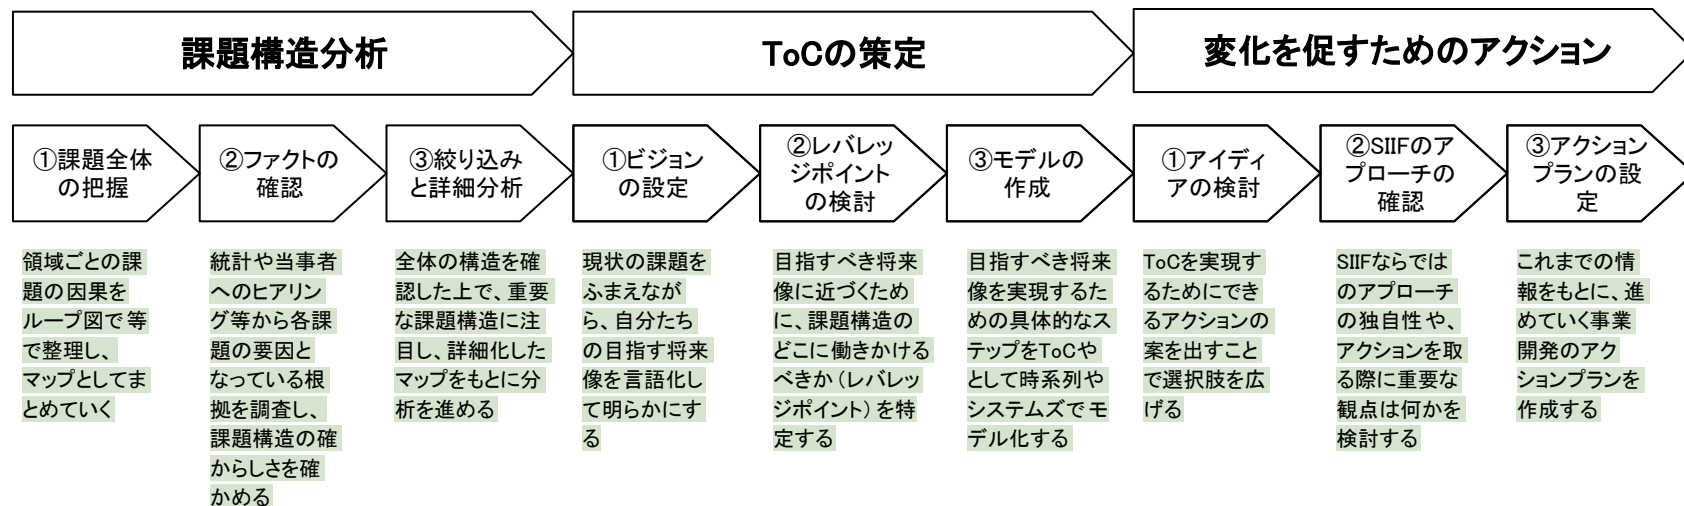 課題構造分析
ToCの策定
変化を促すためのアクション
①課題全体
の把握
②ファクトの
確認
③絞り込み
と詳細分析
①ビジョン
の設定
②レバレッ
ジポイント
の検討
③モデルの
作成
①アイディ
アの検討
②SIIFのア
プローチの
確認
③アクション
プランの設
定
領域ごとの課
題の因果を
ループ図で等
で整理し、
マップとしてま
とめていく
統計や当事者
へのヒアリン
グ等から各課
題の要因と
なっている根
拠を調査し、
課題構造の確
からしさを確
かめる
全体の構造を確
認した上で、重要
な課題構造に注
目し、詳細化した
マップをもとに分
析を進める
現状の課題を
ふまえなが
ら、自分たち
の目指す将来
像を言語化し
て明らかにす
る
目指すべき将来
像に近づくため
に、課題構造の
どこに働きかける
べきか（レバレッ
ジポイント）を特
定する
目指すべき将来
像を実現するた
めの具体的なス
テップをToCや
として時系列や
システムズでモ
デル化する
ToCを実現す
るためにでき
るアクションの
案を出すこと
で選択肢を広
げる
SIIFならでは
のアプローチ
の独自性や、
アクションを取
る際に重要な
観点は何かを
検討する
これまでの情
報をもとに、進
めていく事業
開発のアク
ションプランを
作成する